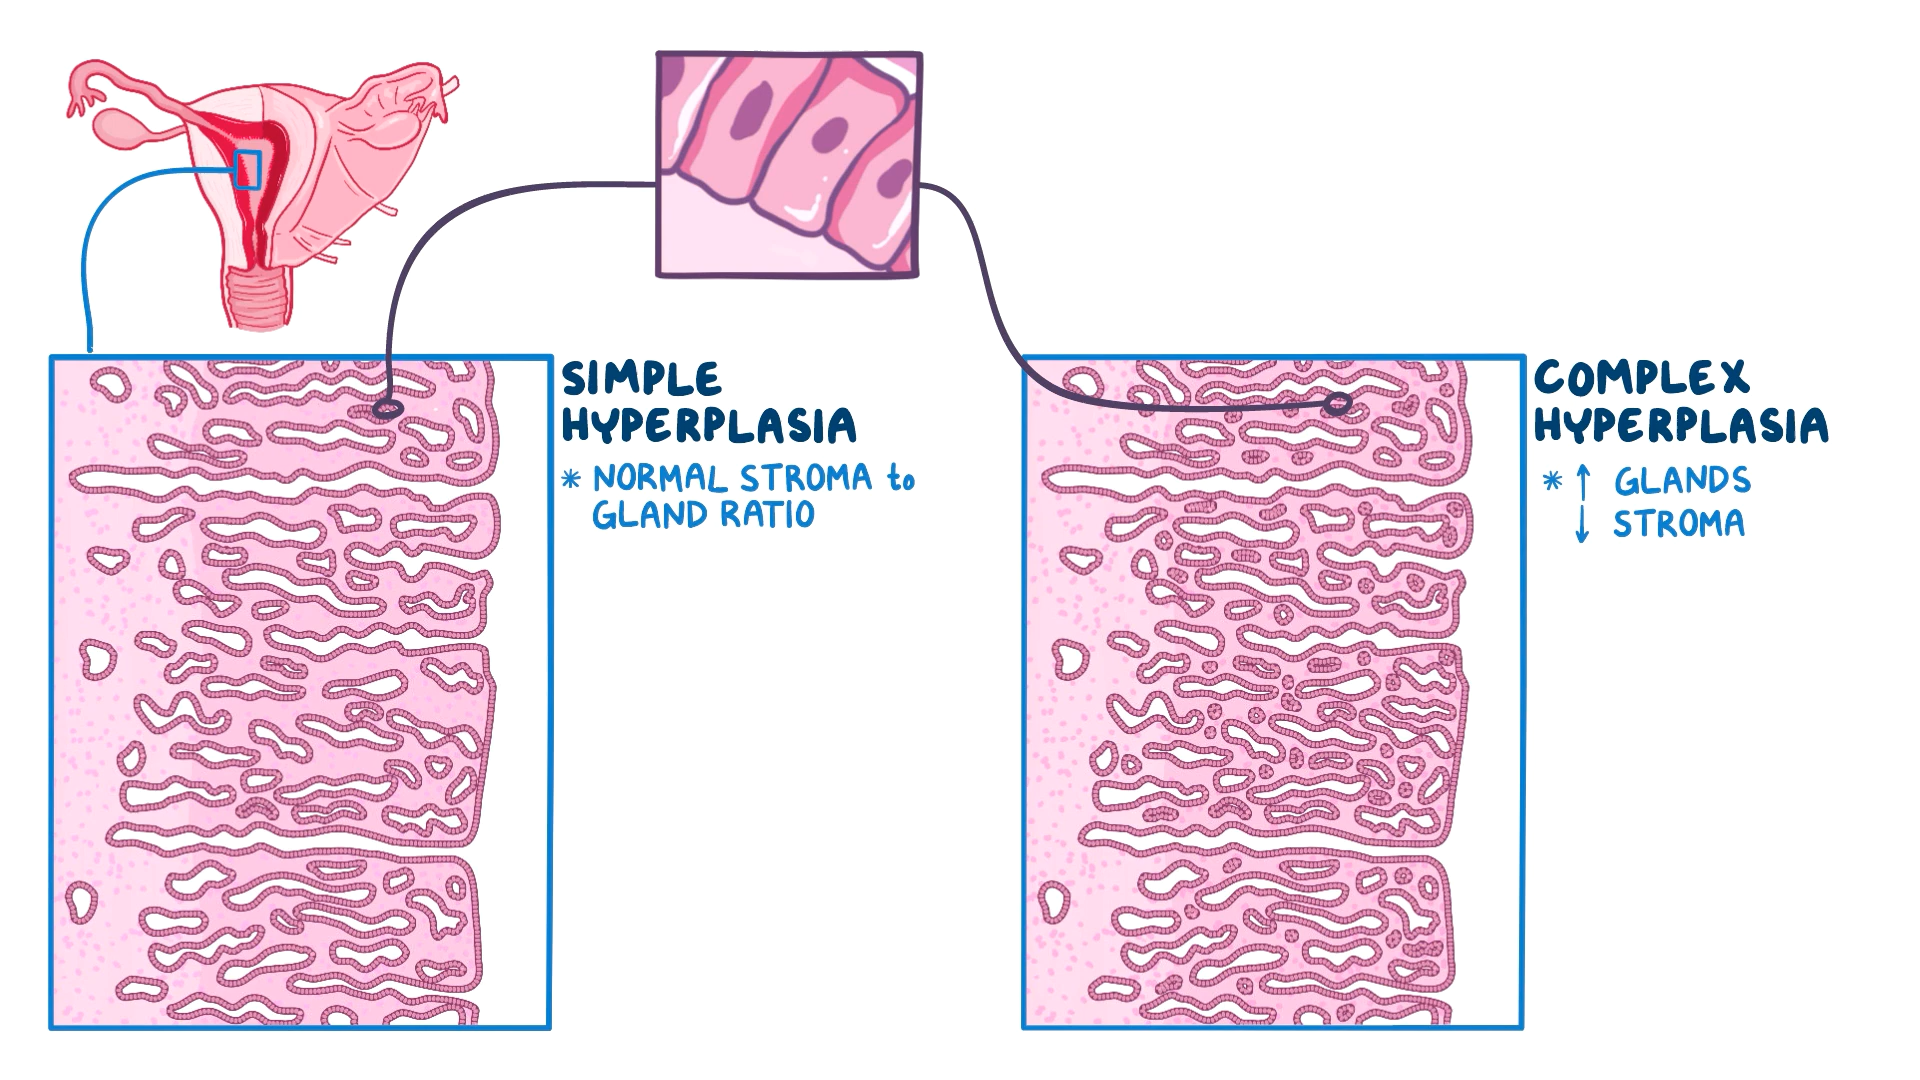 SIMPLE
HYPERPLASIA
* NORMAL STROMA to
GLAND RATIO
COMPLEX
HYPERPLASIA
* ↑ GLANDS
↓ STROMA